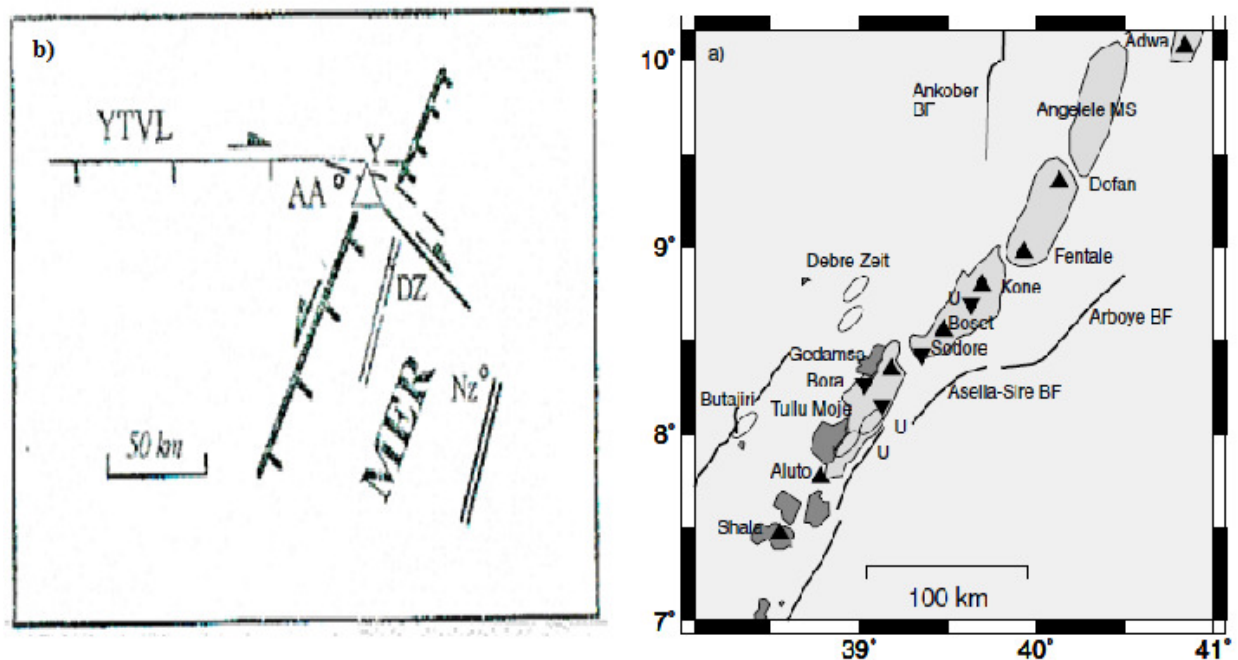 b)
YTVL
Y
AA°
DZ
MER
Nz°
50 km
a)
10°
9°
8°
7°
39°
40°
41°
Adwa
Ankober
BF
Angelele MS
Dofan
Fentale
Debre Zeit
Kone
U
Boset
Arboye BF
Sodore
Godamsa
Bora
Asella-Sire BF
Butajiri
Tullu Moje
U
U
Aluto
Shala
100 km